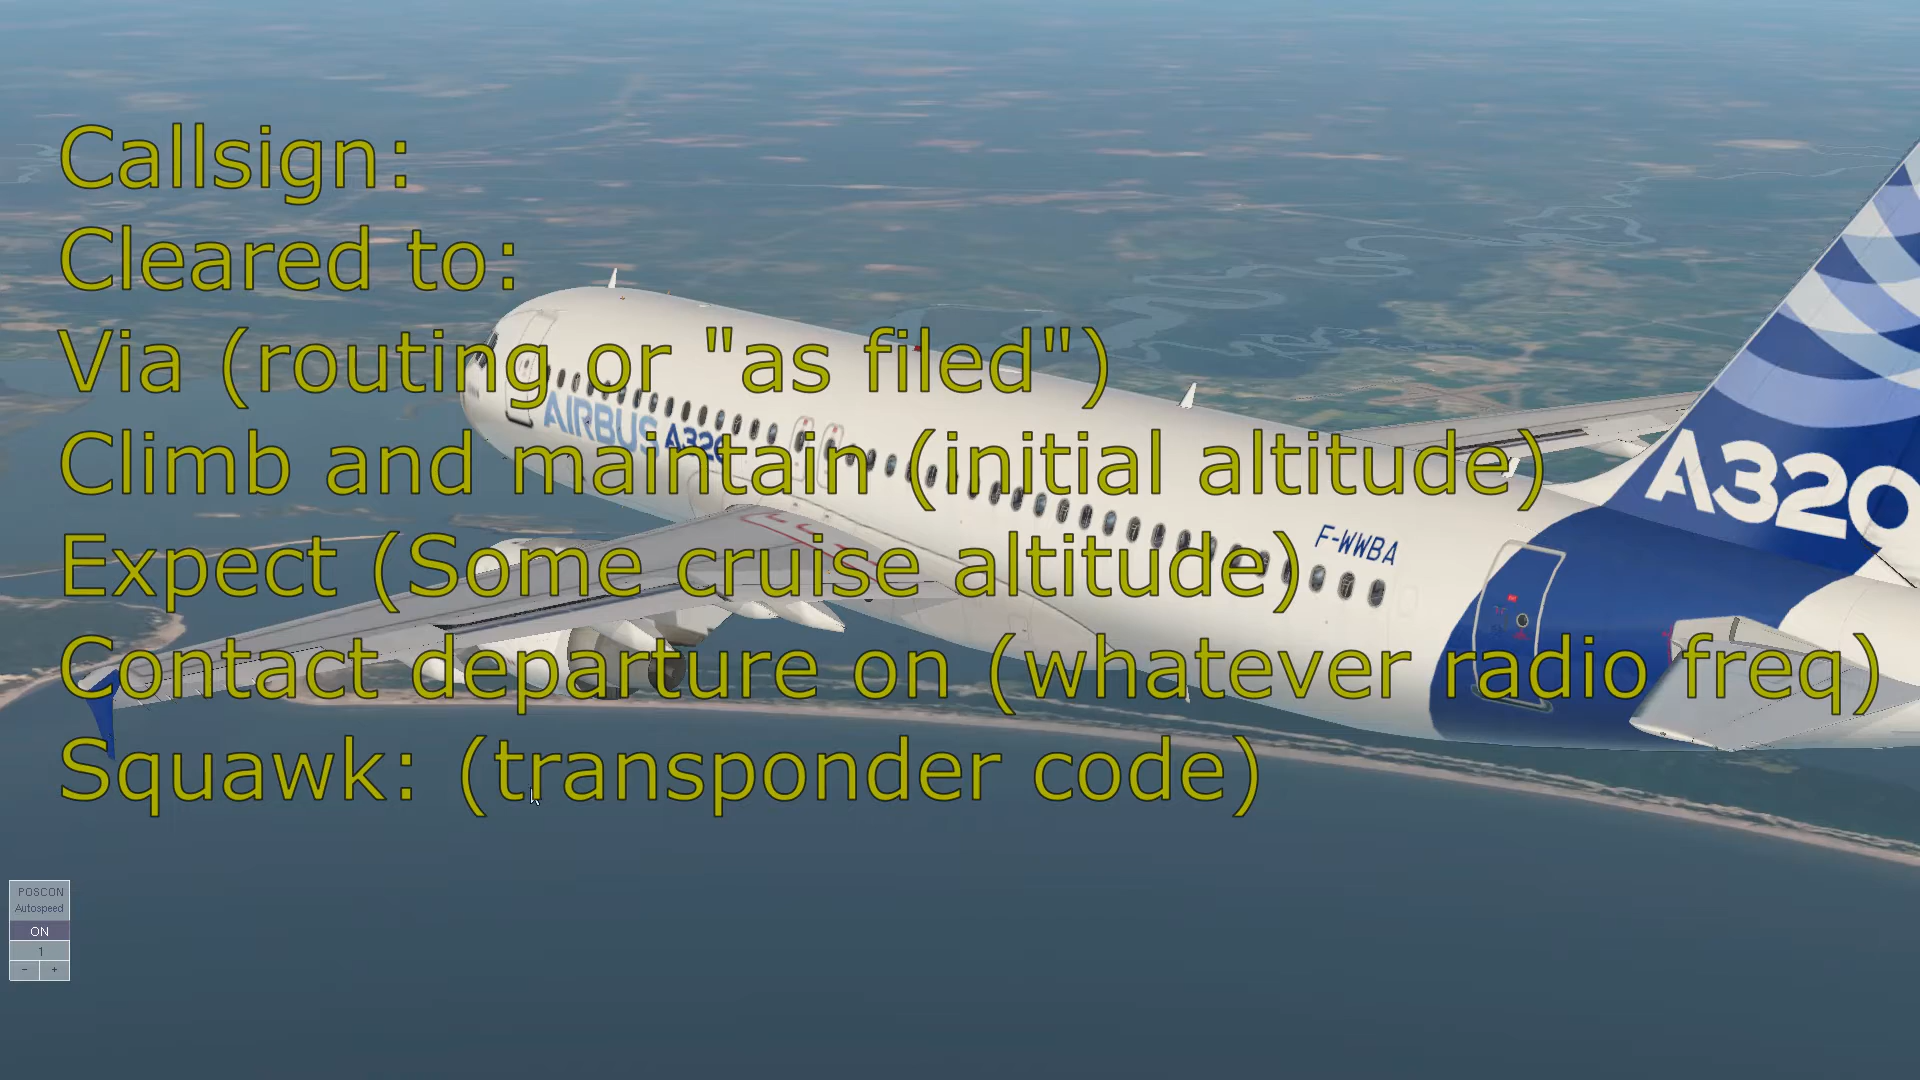 Callsign:
Cleared to:
Via (routing or "as filed")
AIRBUS A320
Climb and maintain (initial altitude)
A320
F-WWBA
Expect (Some cruise altitude)
Contact departure on (whatever radio freq)
Squawk: (transponder code)
POSCON
Autospeed
ON
1
- +